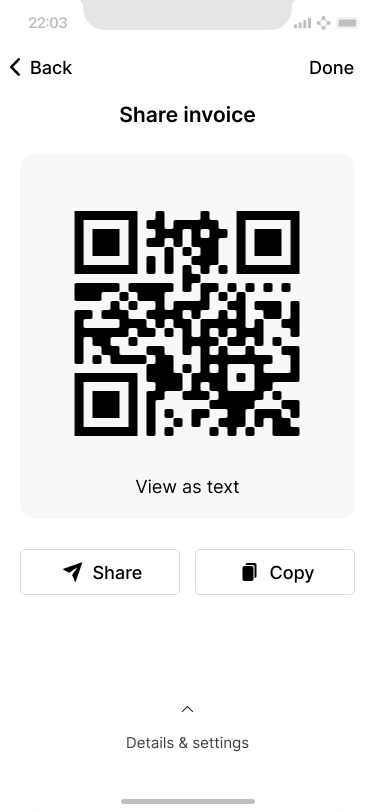 22:03
Back
Done
Share invoice
View as text
Share
Copy
Details & settings